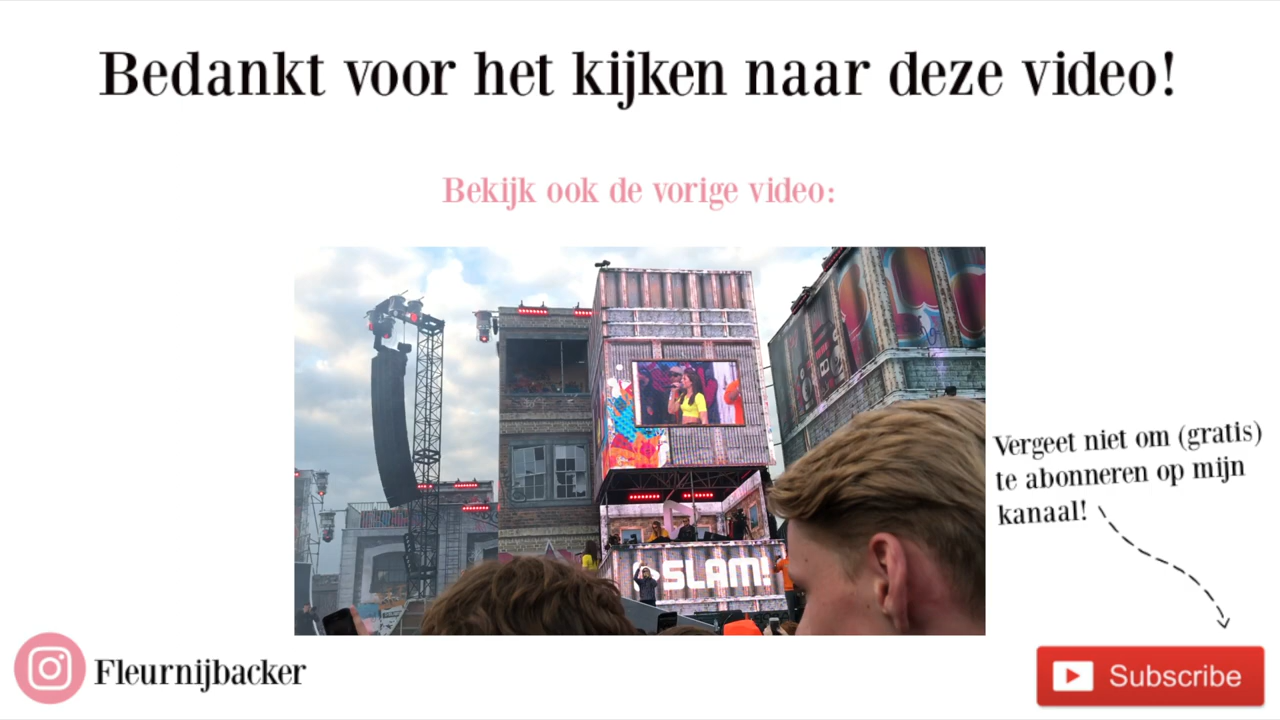 Bedankt voor het kijken naar deze video!
Bekijk ook de vorige video:
Vergeet niet om (gratis)
te abonneren op mijn
kanaal!
SLAM!
Fleurnijbacker
Subscribe